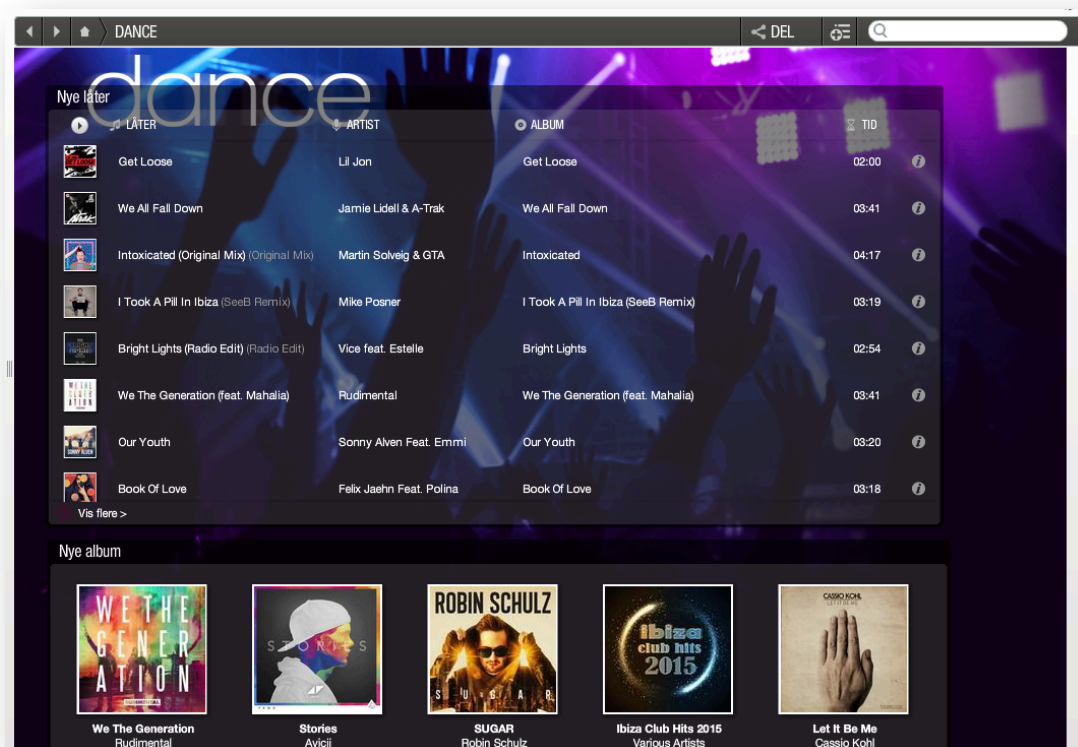 DANCE
DEL
dance
Nye låter
LÅTER ARTIST ALBUM TID
Get Loose Lil Jon Get Loose 02:00
We All Fall Down Jamie Lidell & A-Trak We All Fall Down 03:41
Intoxicated (Original Mix) (Original Mix) Martin Solveig & GTA Intoxicated 04:17
I Took A Pill In Ibiza (SeeB Remix) Mike Posner I Took A Pill In Ibiza (SeeB Remix) 03:19
Bright Lights (Radio Edit) (Radio Edit) Vice feat. Estelle Bright Lights 02:54
We The Generation (feat. Mahalia) Rudimental We The Generation (feat. Mahalia) 03:41
Our Youth Sonny Alven Feat. Emmi Our Youth 03:20
Book Of Love Felix Jaehn Feat. Polina Book Of Love 03:18
Vis flere >
Nye album
WE THE
GENER
ATION
STORIES
ROBIN SCHULZ
SUGAR
ibiza
club hits
2015
CASSIO KOHL
LET IT BE ME
We The Generation
Rudimental
Stories
Avicii
SUGAR
Robin Schulz
Ibiza Club Hits 2015
Various Artists
Let It Be Me
Cassio Kohl